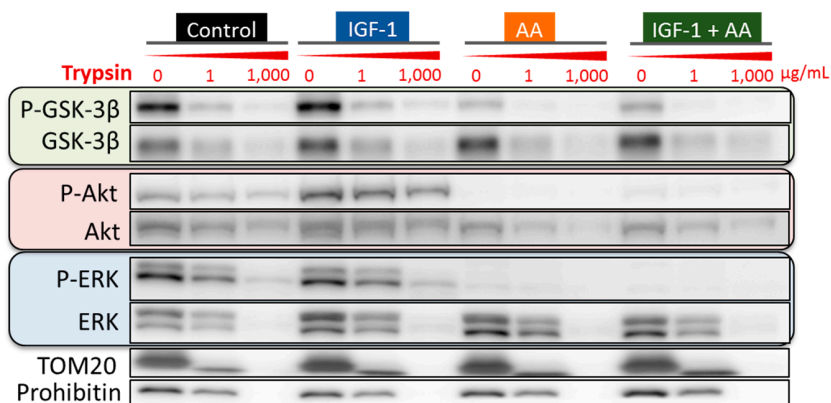 Control IGF-1 AA IGF-1 + AA
Trypsin 0 1 1,000 0 1 1,000 0 1 1,000 0 1 1,000 μg/mL
P-GSK-3β
GSK-3β
P-Akt
Akt
P-ERK
ERK
TOM20
Prohibitin